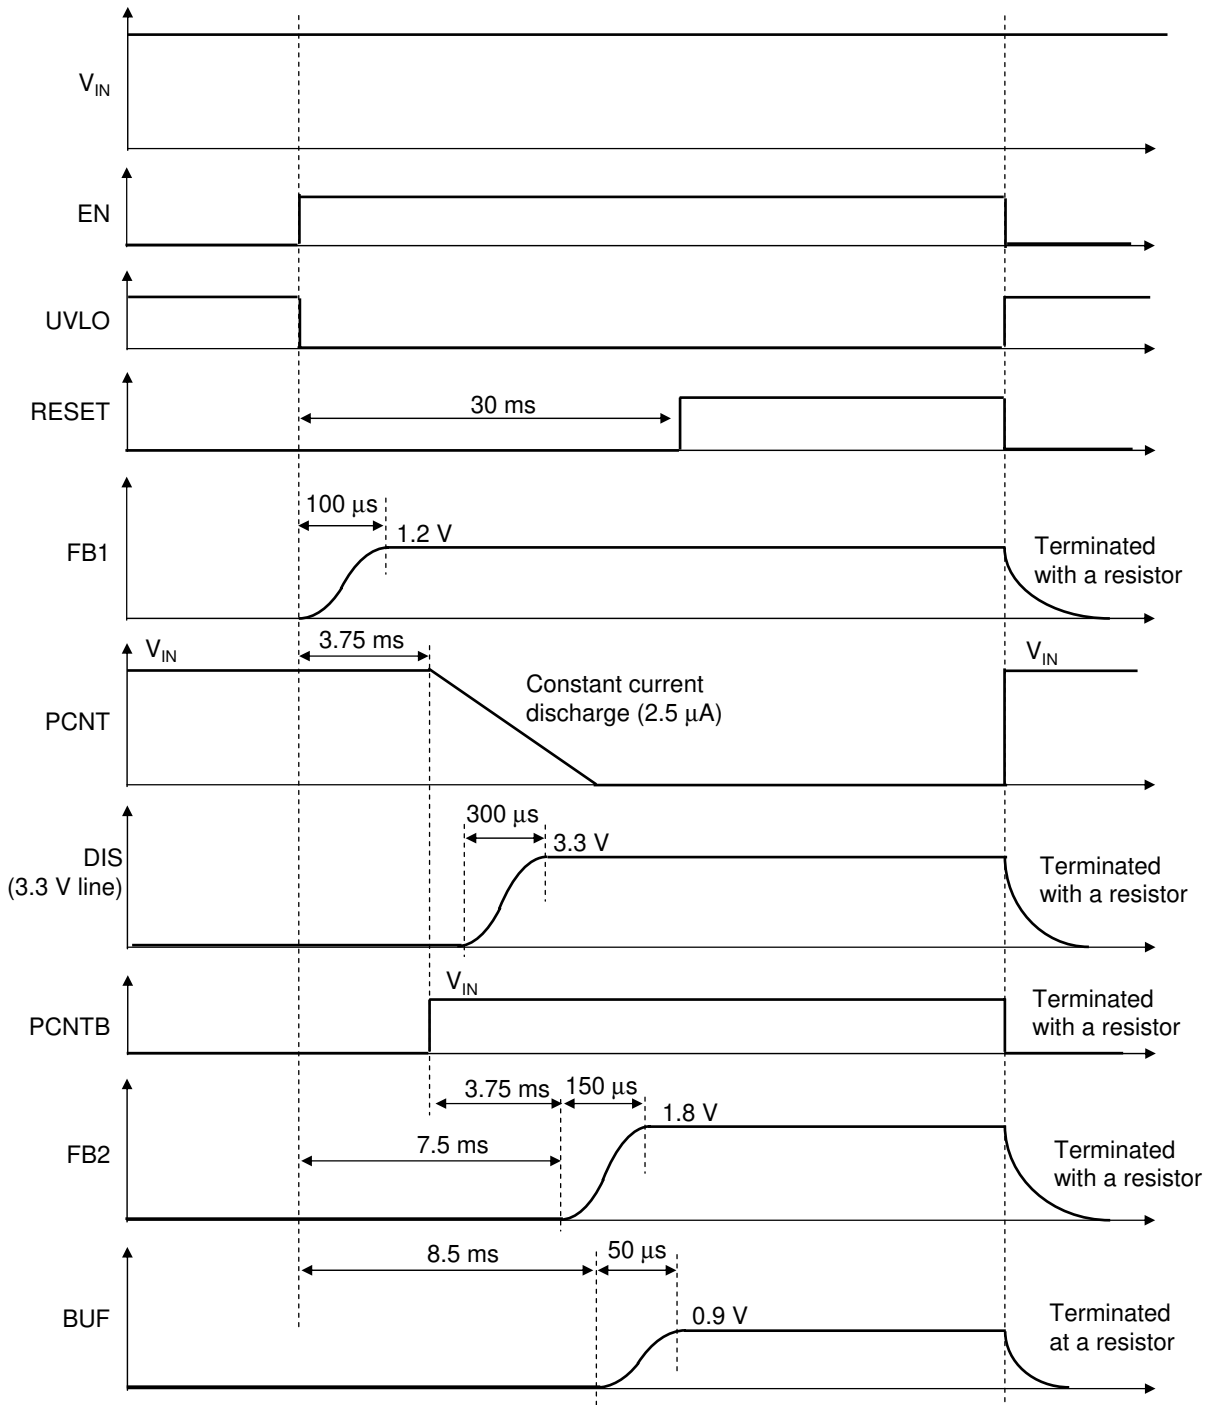 V_IN
EN
UVLO
RESET
30 ms
100 μs
1.2 V
FB1
Terminated
with a resistor
3.75 ms
V_IN
V_IN
PCNT
Constant current
discharge (2.5 μA)
300 μs
3.3 V
DIS
(3.3 V line)
Terminated
with a resistor
V_IN
PCNTB
Terminated
with a resistor
3.75 ms
150 μs
1.8 V
7.5 ms
FB2
Terminated
with a resistor
8.5 ms
50 μs
0.9 V
BUF
Terminated
at a resistor